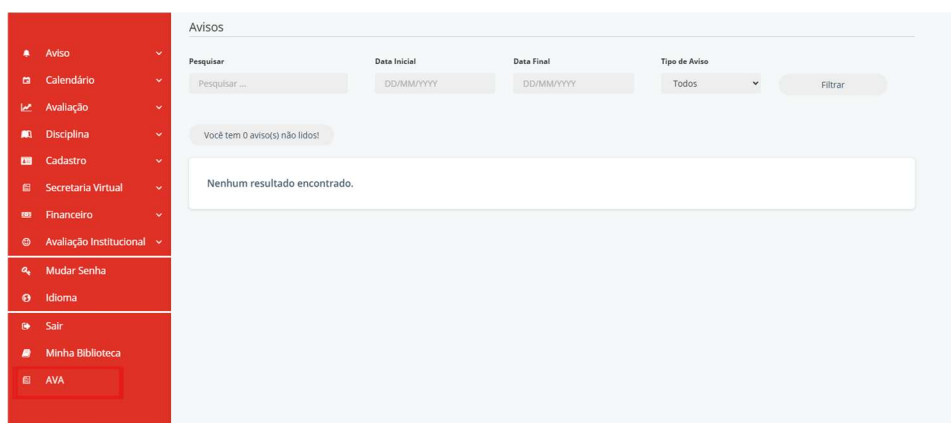 Aviso
Calendário
Avaliação
Disciplina
Cadastro
Secretaria Virtual
Financeiro
Avaliação Institucional
Mudar Senha
Idioma
Sair
Minha Biblioteca
AVA
Avisos
Pesquisar Data Inicial Data Final Tipo de Aviso
Pesquisar ... DD/MM/YYYY DD/MM/YYYY Todos Filtrar
Você tem 0 aviso(s) não lidos!
Nenhum resultado encontrado.